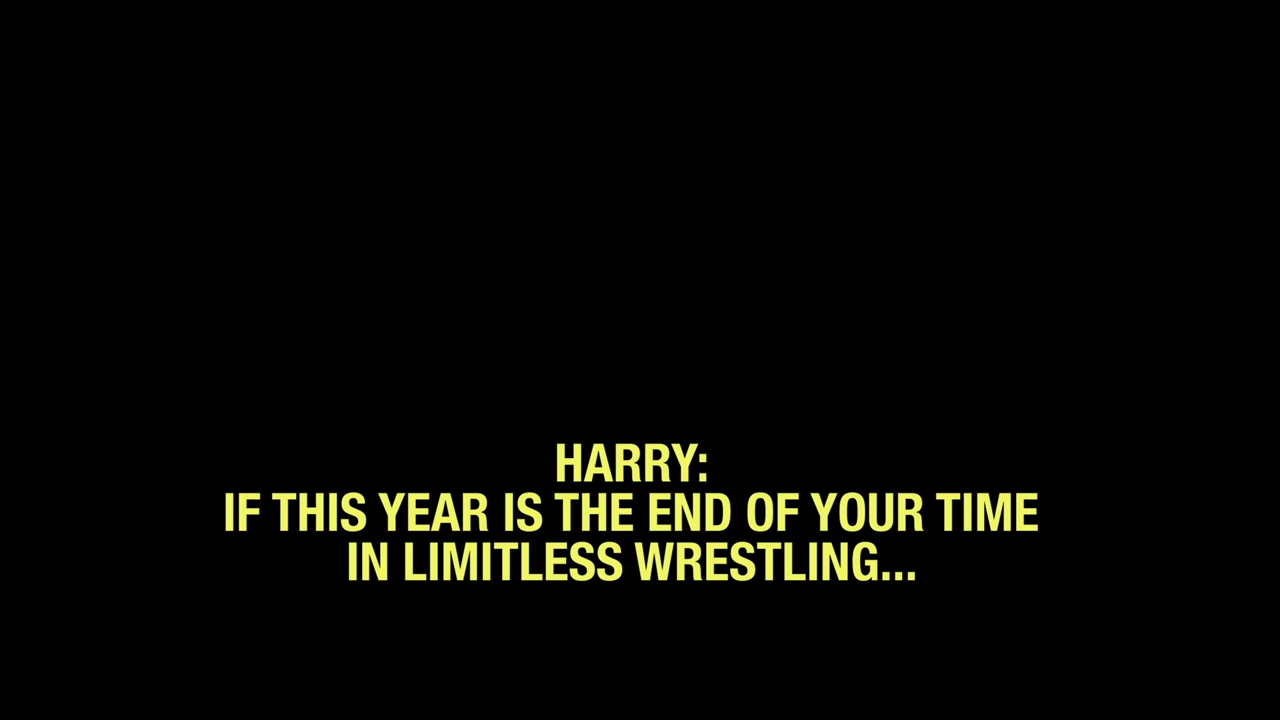 HARRY:
IF THIS YEAR IS THE END OF YOUR TIME
IN LIMITLESS WRESTLING...